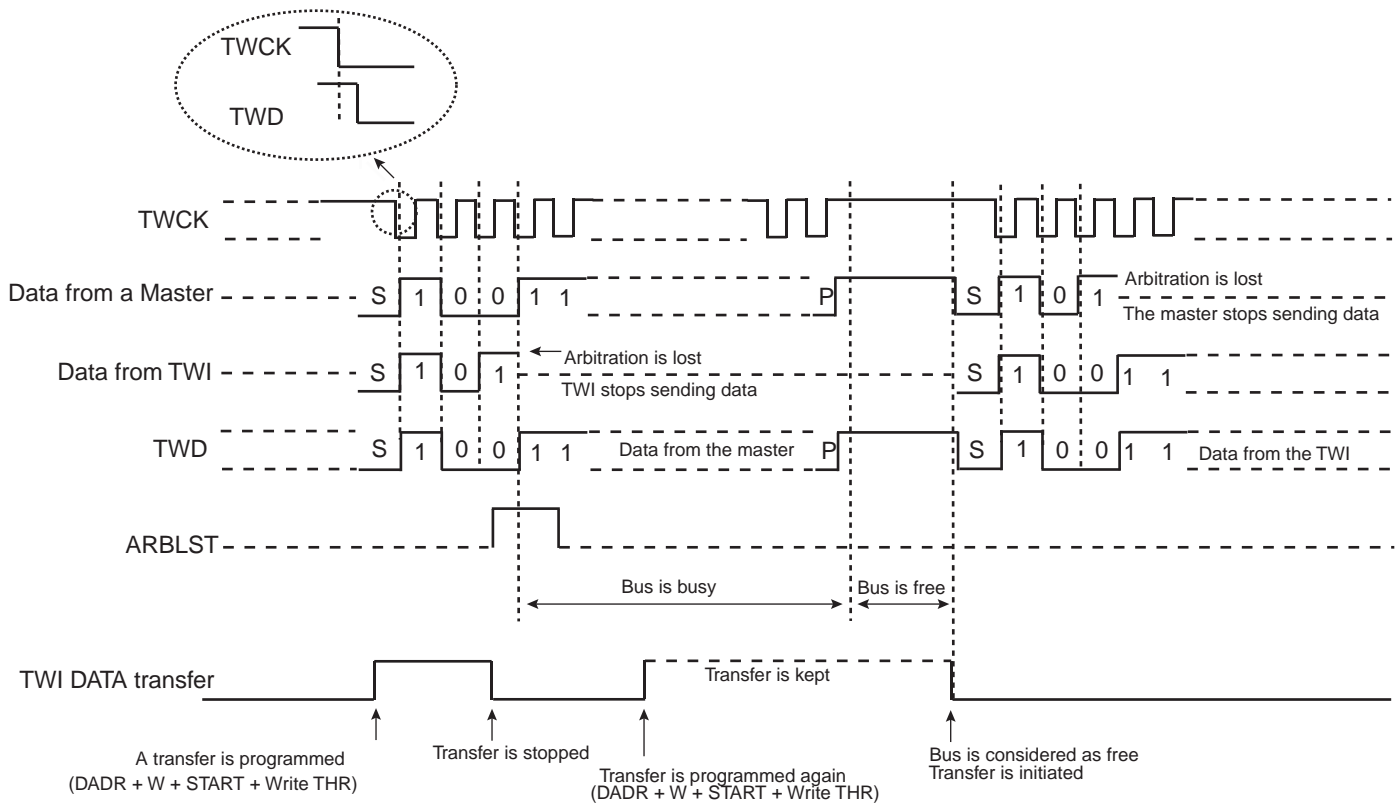 TWCK
TWD
TWCK
Data from a Master S 1 0 0 1 1 P S 1 0 1 Arbitration is lost
The master stops sending data
Data from TWI S 1 0 1 Arbitration is lost S 1 0 0 1 1
TWI stops sending data
TWD S 1 0 0 1 1 Data from the master P S 1 0 0 1 1 Data from the TWI
ARBLST
Bus is busy Bus is free
TWI DATA transfer Transfer is kept
A transfer is programmed
(DADR + W + START + Write THR)
Transfer is stopped
Transfer is programmed again
(DADR + W + START + Write THR)
Bus is considered as free
Transfer is initiated